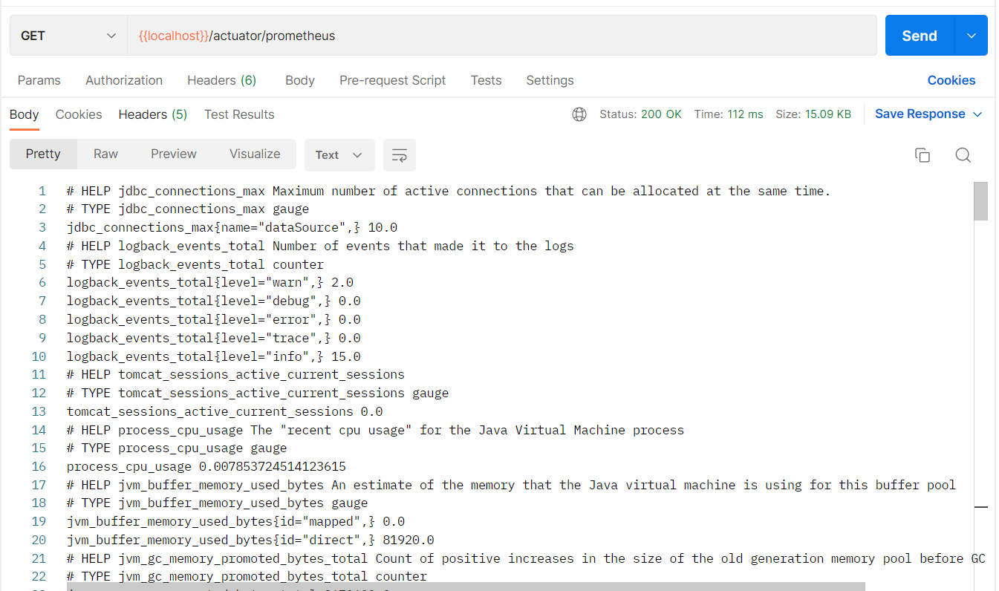 GET {{localhost}}/actuator/prometheus Send
Params Authorization Headers (6) Body Pre-request Script Tests Settings Cookies
Body Cookies Headers (5) Test Results Status: 200 OK Time: 112 ms Size: 15.09 KB Save Response
Pretty Raw Preview Visualize Text
1 # HELP jdbc_connections_max Maximum number of active connections that can be allocated at the same time.
2 # TYPE jdbc_connections_max gauge
3 jdbc_connections_max{name="dataSource",} 10.0
4 # HELP logback_events_total Number of events that made it to the logs
5 # TYPE logback_events_total counter
6 logback_events_total{level="warn",} 2.0
7 logback_events_total{level="debug",} 0.0
8 logback_events_total{level="error",} 0.0
9 logback_events_total{level="trace",} 0.0
10 logback_events_total{level="info",} 15.0
11 # HELP tomcat_sessions_active_current_sessions
12 # TYPE tomcat_sessions_active_current_sessions gauge
13 tomcat_sessions_active_current_sessions 0.0
14 # HELP process_cpu_usage The "recent cpu usage" for the Java Virtual Machine process
15 # TYPE process_cpu_usage gauge
16 process_cpu_usage 0.007853724514123615
17 # HELP jvm_buffer_memory_used_bytes An estimate of the memory that the Java virtual machine is using for this buffer pool
18 # TYPE jvm_buffer_memory_used_bytes gauge
19 jvm_buffer_memory_used_bytes{id="mapped",} 0.0
20 jvm_buffer_memory_used_bytes{id="direct",} 81920.0
21 # HELP jvm_gc_memory_promoted_bytes_total Count of positive increases in the size of the old generation memory pool before GC
22 # TYPE jvm_gc_memory_promoted_bytes_total counter